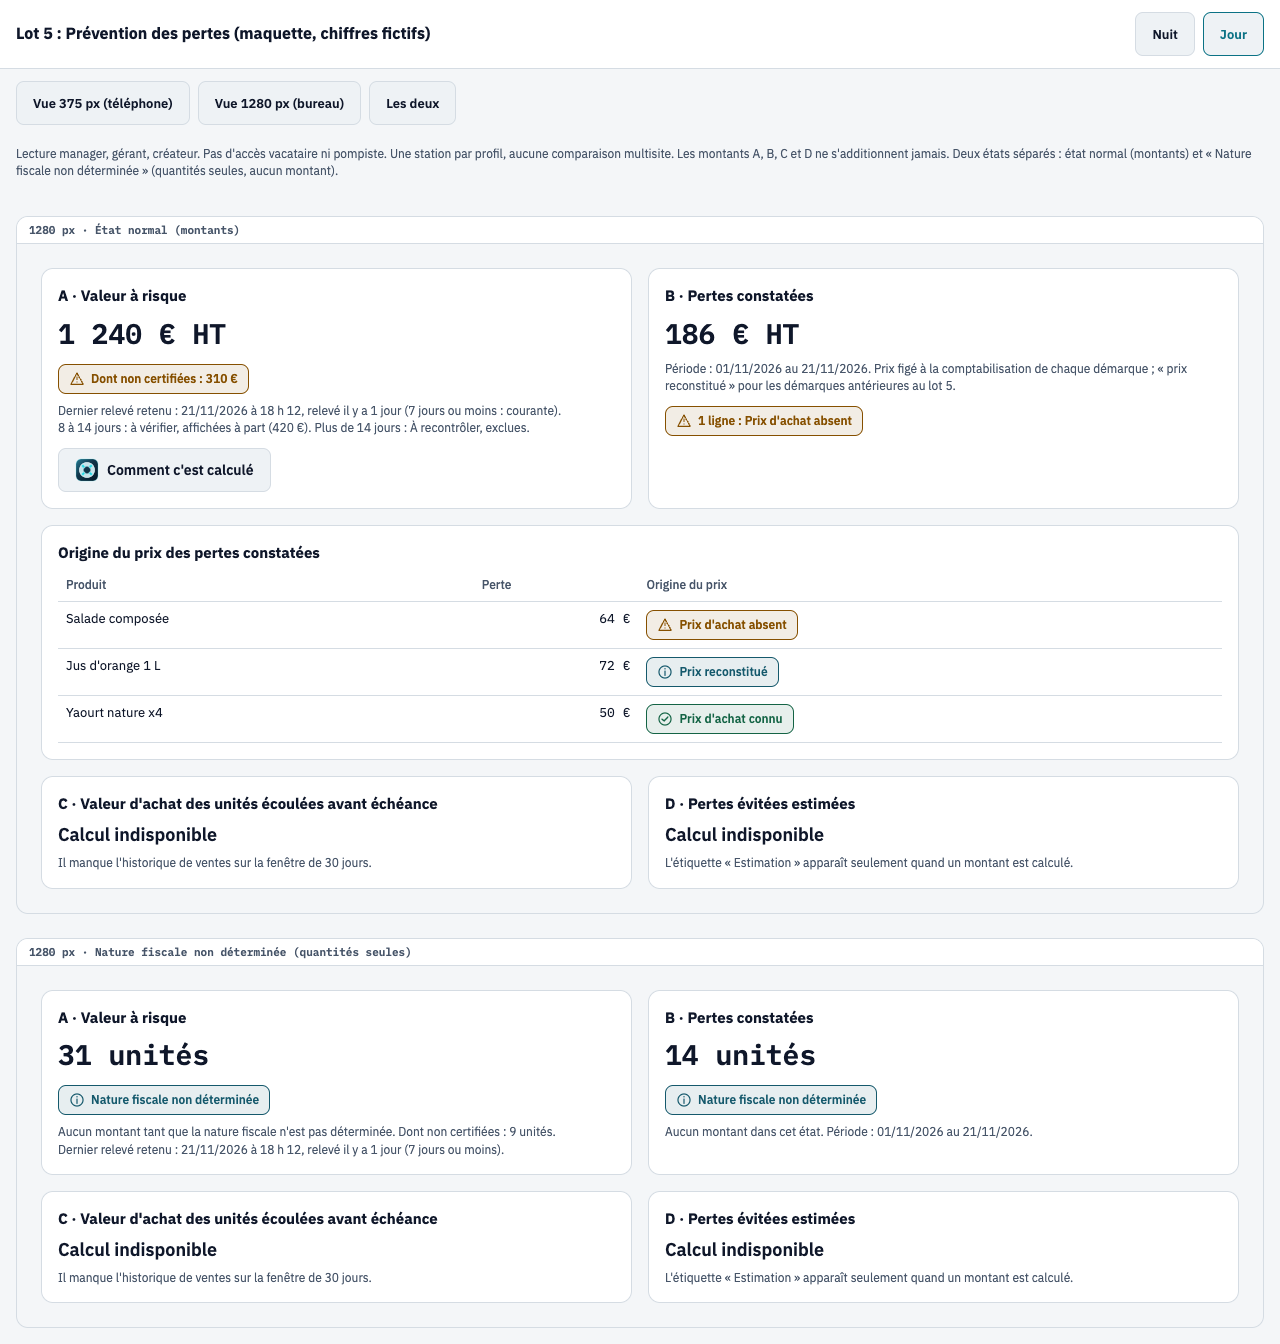 Lot 5 : Prévention des pertes (maquette, chiffres fictifs)
Nuit
Jour
Vue 375 px (téléphone)
Vue 1280 px (bureau)
Les deux
Lecture manager, gérant, créateur. Pas d'accès vacataire ni pompiste. Une station par profil, aucune comparaison multisite. Les montants A, B, C et D ne s'additionnent jamais. Deux états séparés : état normal (montants) et « Nature
fiscale non déterminée » (quantités seules, aucun montant).
1280 px · État normal (montants)
A · Valeur à risque
1 240 € HT
Dont non certifiées : 310 €
Dernier relevé retenu : 21/11/2026 à 18 h 12, relevé il y a 1 jour (7 jours ou moins : courante).
8 à 14 jours : à vérifier, affichées à part (420 €). Plus de 14 jours : À recontrôler, exclues.
Comment c'est calculé
B · Pertes constatées
186 € HT
Période : 01/11/2026 au 21/11/2026. Prix figé à la comptabilisation de chaque démarque ; « prix
reconstitué » pour les démarques antérieures au lot 5.
1 ligne : Prix d'achat absent
Origine du prix des pertes constatées
Produit Perte Origine du prix
Salade composée 64 € Prix d'achat absent
Jus d'orange 1 L 72 € Prix reconstitué
Yaourt nature x4 50 € Prix d'achat connu
C · Valeur d'achat des unités écoulées avant échéance
Calcul indisponible
Il manque l'historique de ventes sur la fenêtre de 30 jours.
D · Pertes évitées estimées
Calcul indisponible
L'étiquette « Estimation » apparaît seulement quand un montant est calculé.
1280 px · Nature fiscale non déterminée (quantités seules)
A · Valeur à risque
31 unités
Nature fiscale non déterminée
Aucun montant tant que la nature fiscale n'est pas déterminée. Dont non certifiées : 9 unités.
Dernier relevé retenu : 21/11/2026 à 18 h 12, relevé il y a 1 jour (7 jours ou moins).
B · Pertes constatées
14 unités
Nature fiscale non déterminée
Aucun montant dans cet état. Période : 01/11/2026 au 21/11/2026.
C · Valeur d'achat des unités écoulées avant échéance
Calcul indisponible
Il manque l'historique de ventes sur la fenêtre de 30 jours.
D · Pertes évitées estimées
Calcul indisponible
L'étiquette « Estimation » apparaît seulement quand un montant est calculé.